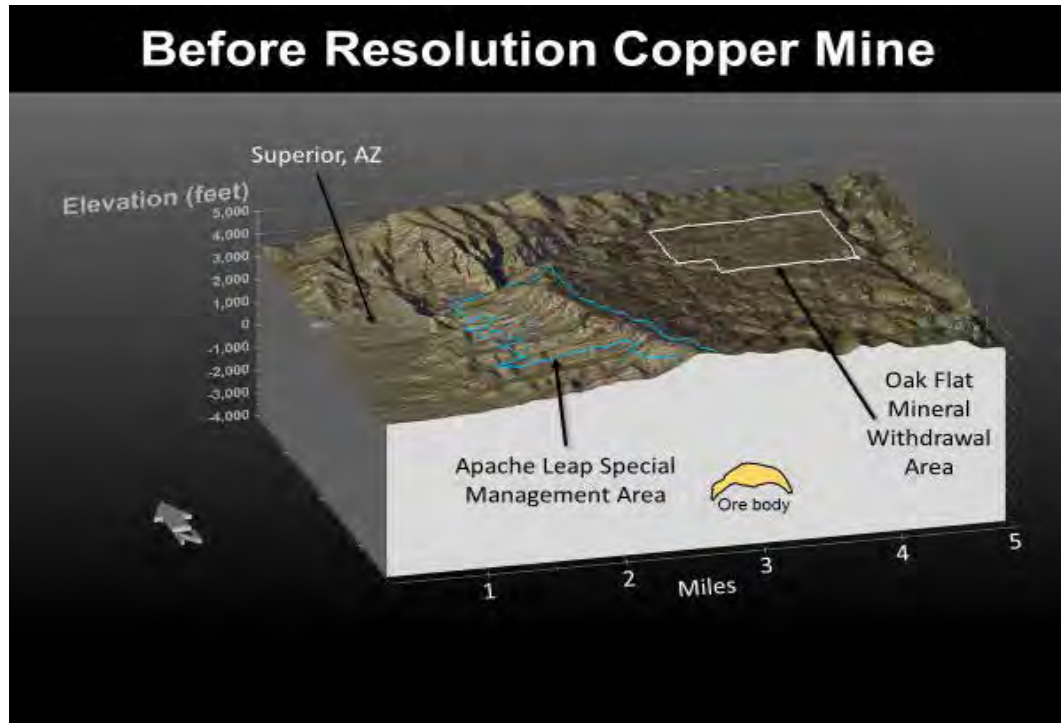 Before Resolution Copper Mine
Superior, AZ
Elevation (feet)
5,000
4,000
3,000
2,000
1,000
0
-1,000
-2,000
-3,000
-4,000
Apache Leap Special
Management Area
Oak Flat
Mineral
Withdrawal
Area
Ore body
1
2
3
4
5
Miles